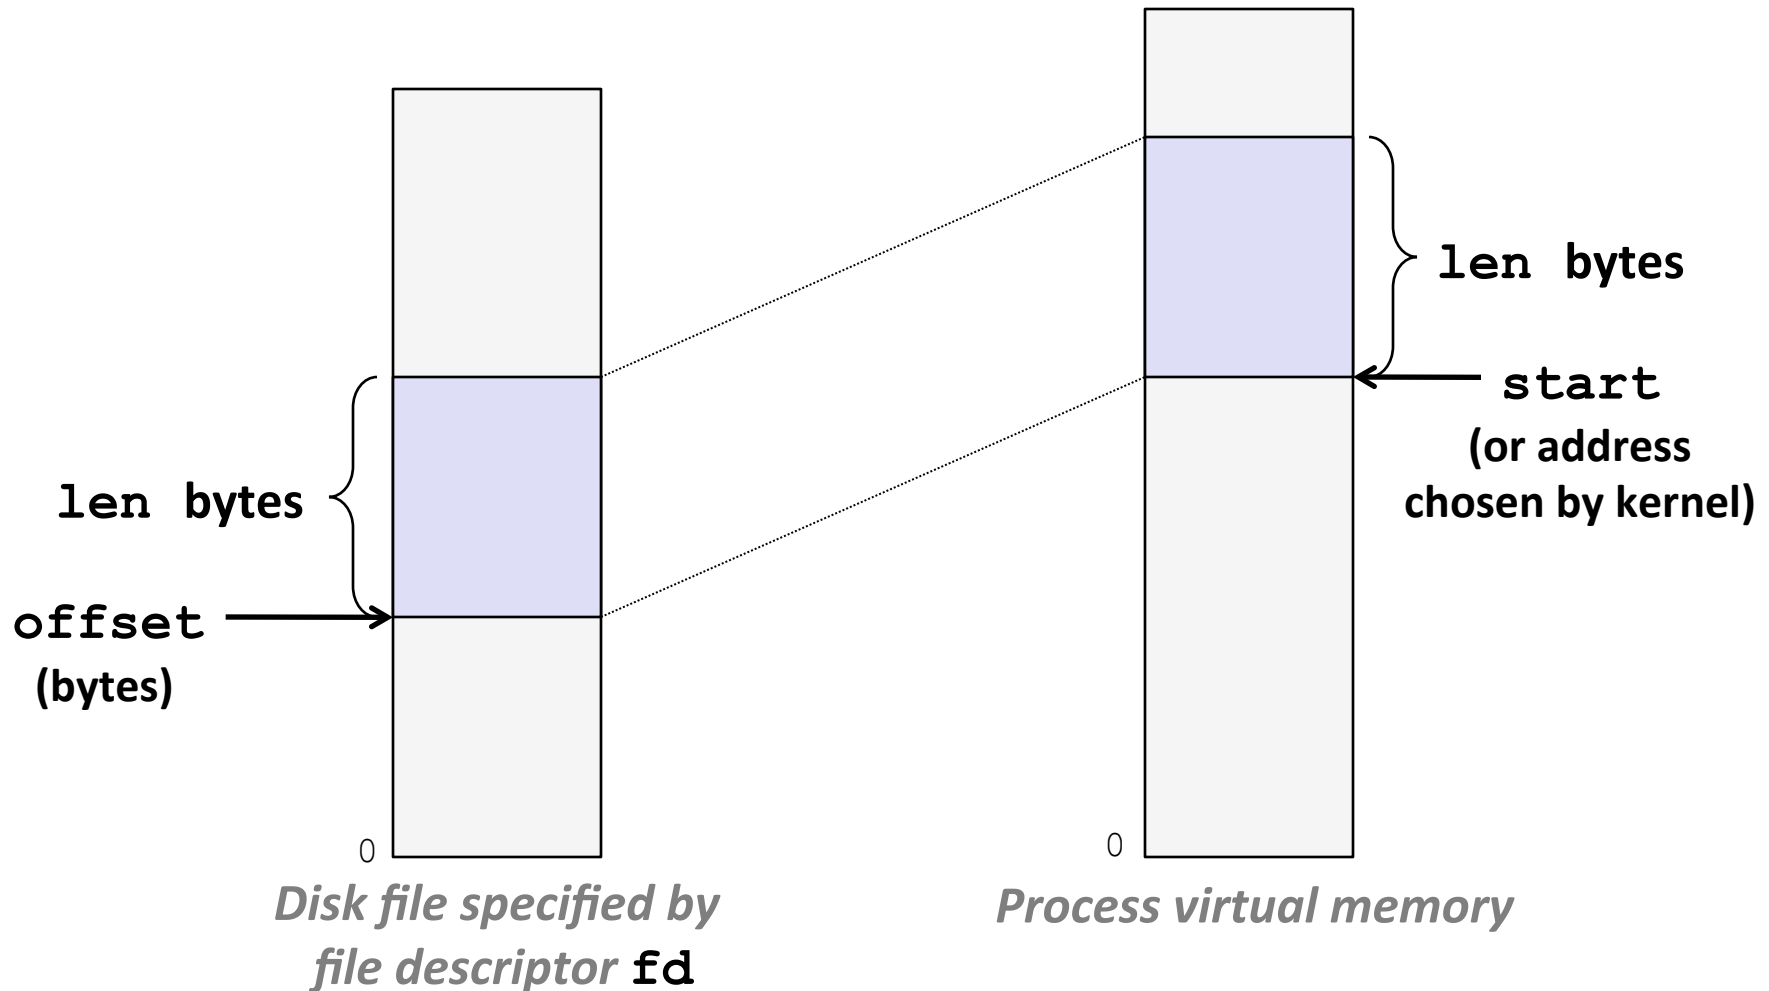 len bytes
offset
(bytes)
0
Disk file specified by
file descriptor fd
len bytes
start
(or address
chosen by kernel)
0
Process virtual memory